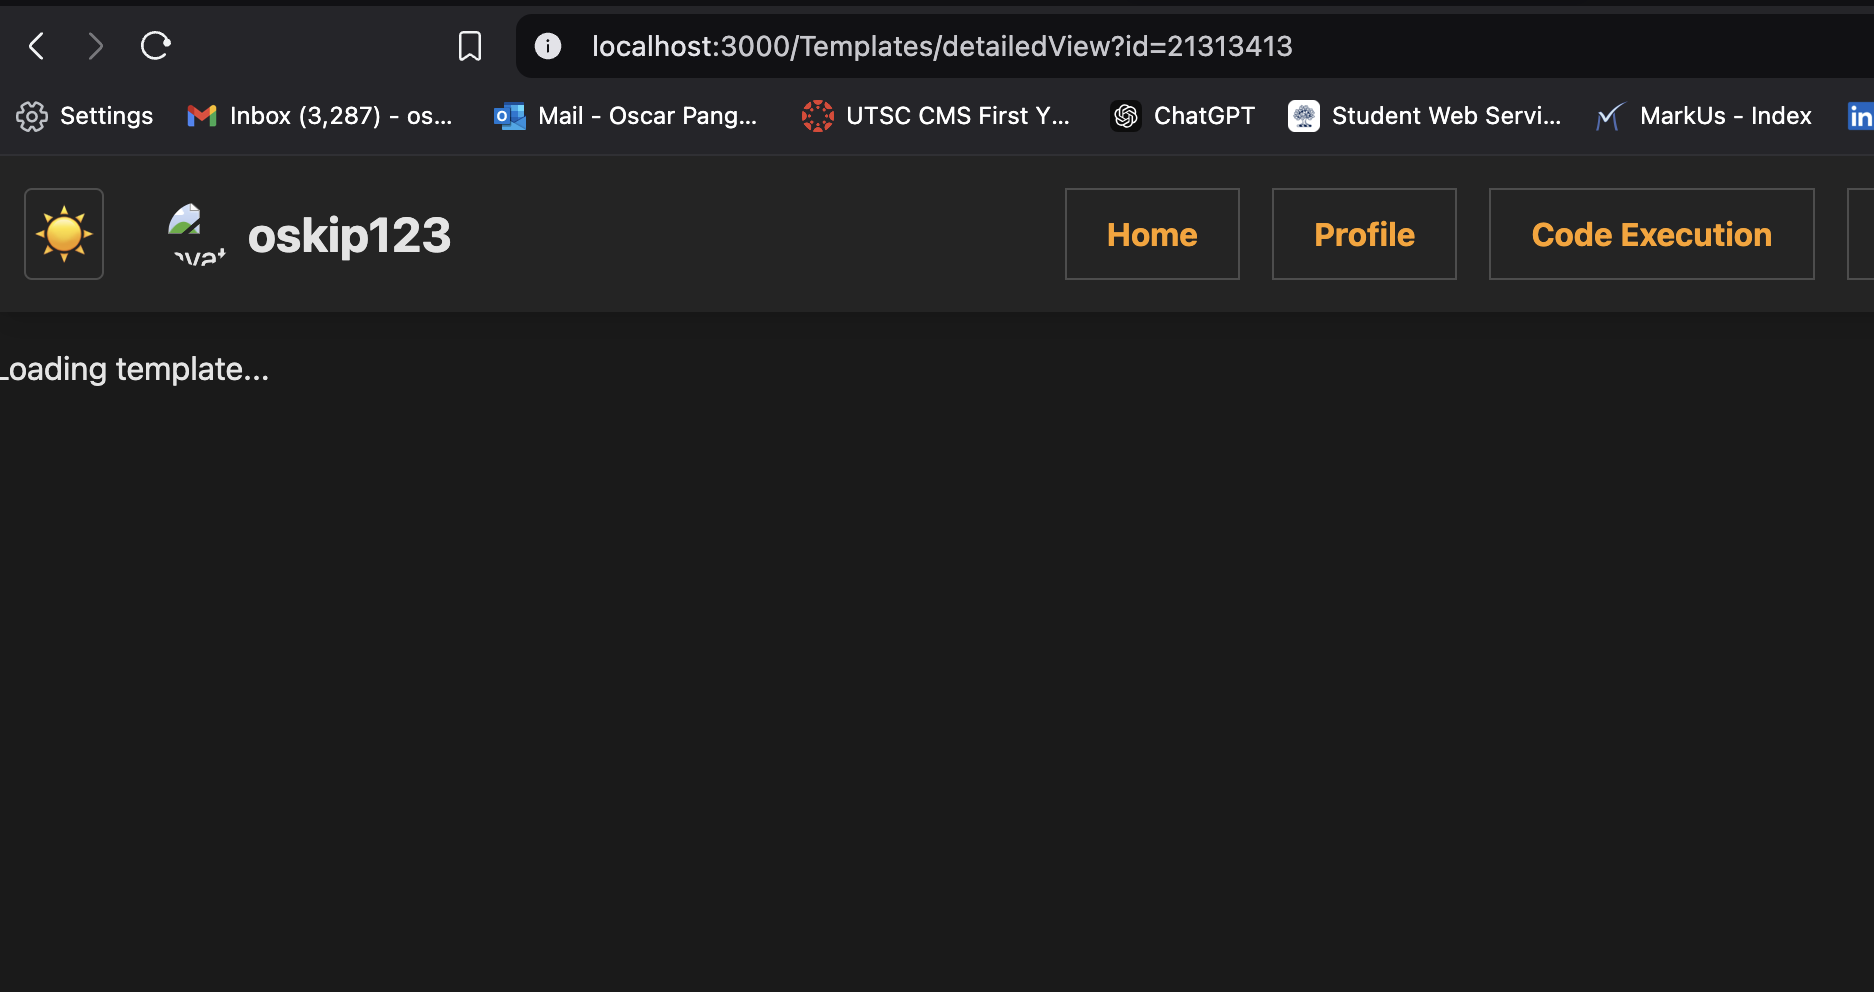 localhost:3000/Templates/detailedView?id=21313413
Settings Inbox (3,287) - os... Mail - Oscar Pang... UTSC CMS First Y... ChatGPT Student Web Servi... MarkUs - Index in
oskip123 Home Profile Code Execution
Loading template...